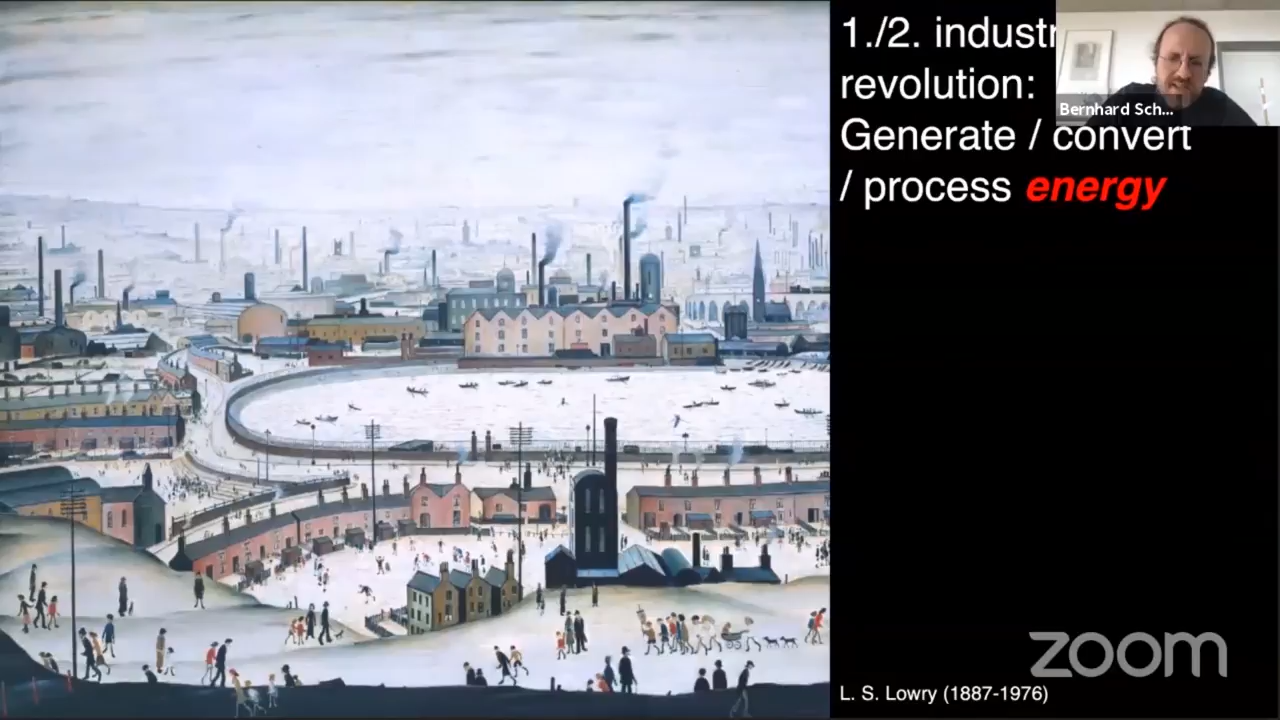 1./2. industr
revolution:
Bernhard Sch...
Generate / convert
/ process energy
zoom
L. S. Lowry (1887-1976)